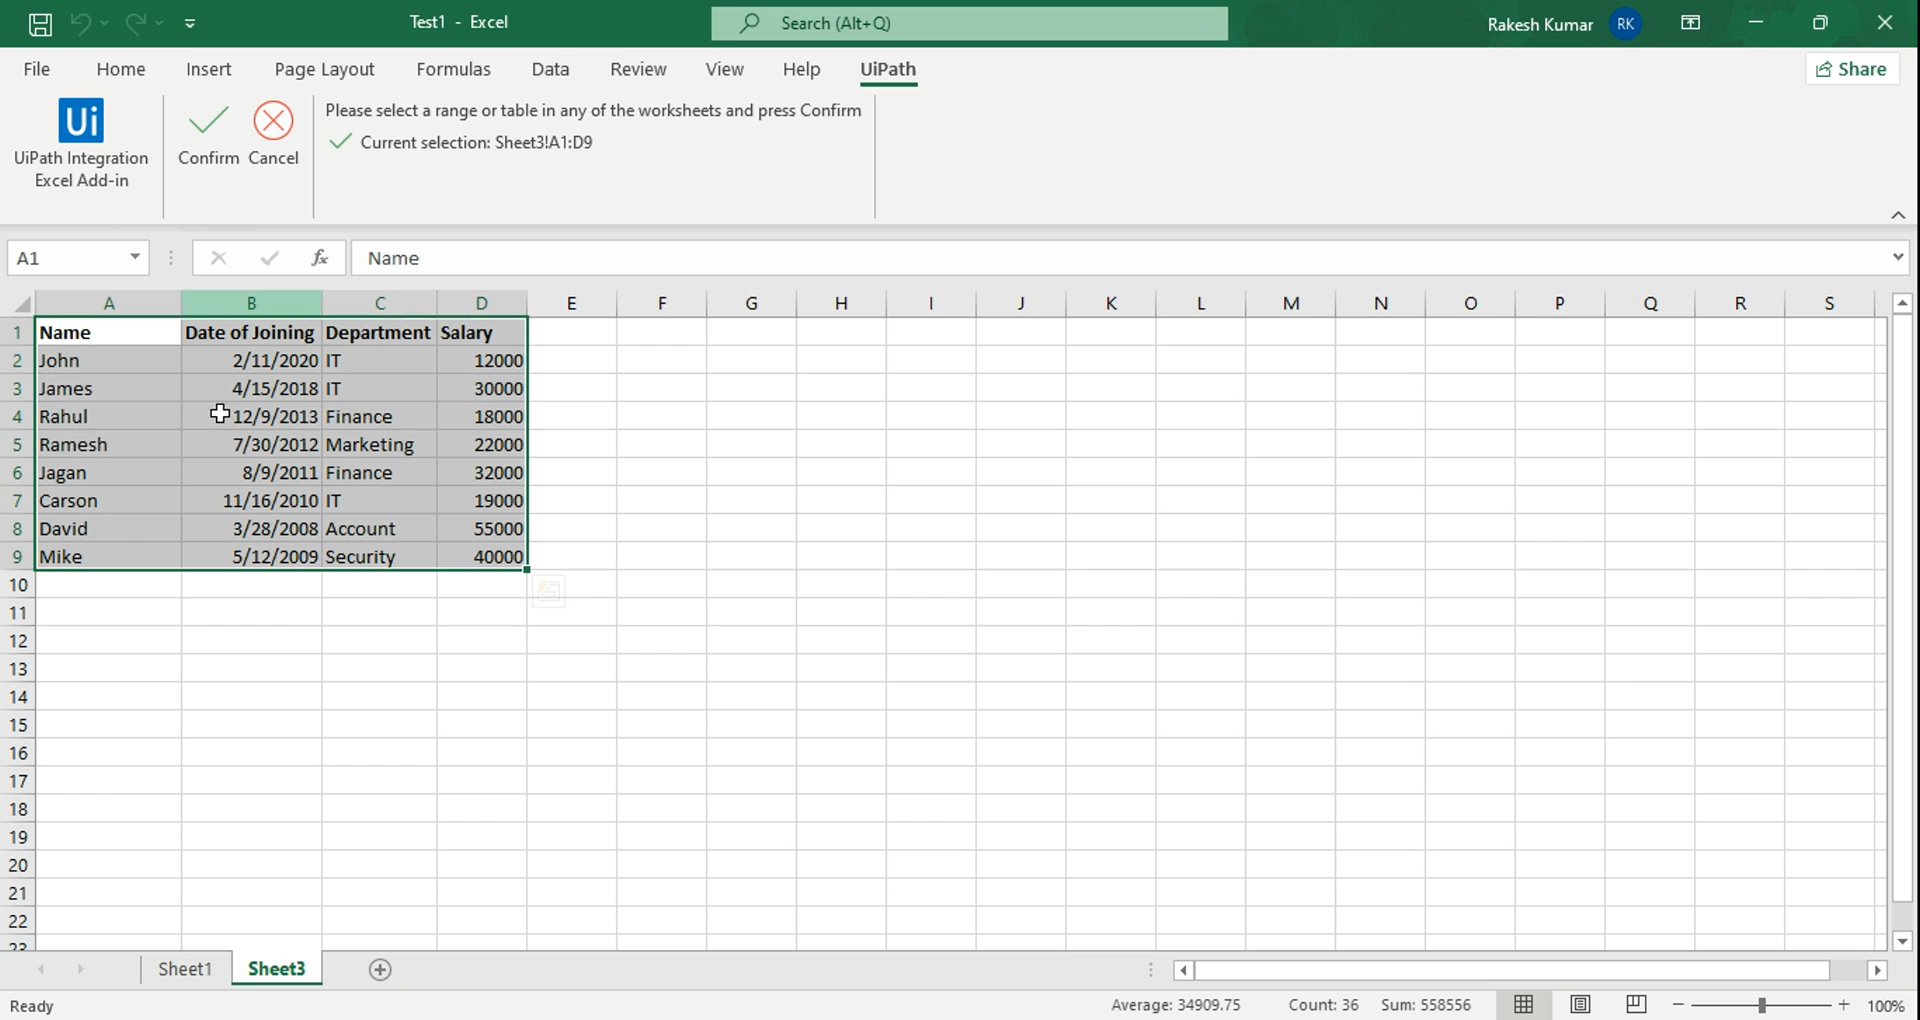 Test1 - Excel
Search (Alt+Q)
Rakesh Kumar RK
File Home Insert Page Layout Formulas Data Review View Help UiPath Share
Ui
UiPath Integration
Excel Add-in
Confirm Cancel
Please select a range or table in any of the worksheets and press Confirm
Current selection: Sheet3!A1:D9
A1 fx Name
A B C D E F G H I J K L M N O P Q R S
1 Name Date of Joining Department Salary
2 John 2/11/2020 IT 12000
3 James 4/15/2018 IT 30000
4 Rahul 12/9/2013 Finance 18000
5 Ramesh 7/30/2012 Marketing 22000
6 Jagan 8/9/2011 Finance 32000
7 Carson 11/16/2010 IT 19000
8 David 3/28/2008 Account 55000
9 Mike 5/12/2009 Security 40000
10
11
12
13
14
15
16
17
18
19
20
21
22
23
Sheet1 Sheet3
Ready Average: 34909.75 Count: 36 Sum: 558556 100%